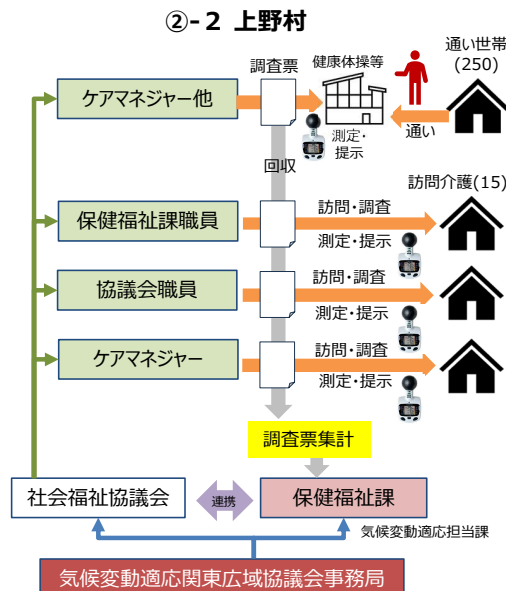 ②-2 上野村
通い世帯
(250)
調査票
健康体操等
ケアマネジャー他
測定・
提示
通い
回収
訪問介護(15)
保健福祉課職員
訪問・調査
測定・提示
協議会職員
訪問・調査
測定・提示
ケアマネジャー
訪問・調査
測定・提示
調査票集計
社会福祉協議会
連携
保健福祉課
気候変動適応担当課
気候変動適応関東広域協議会事務局